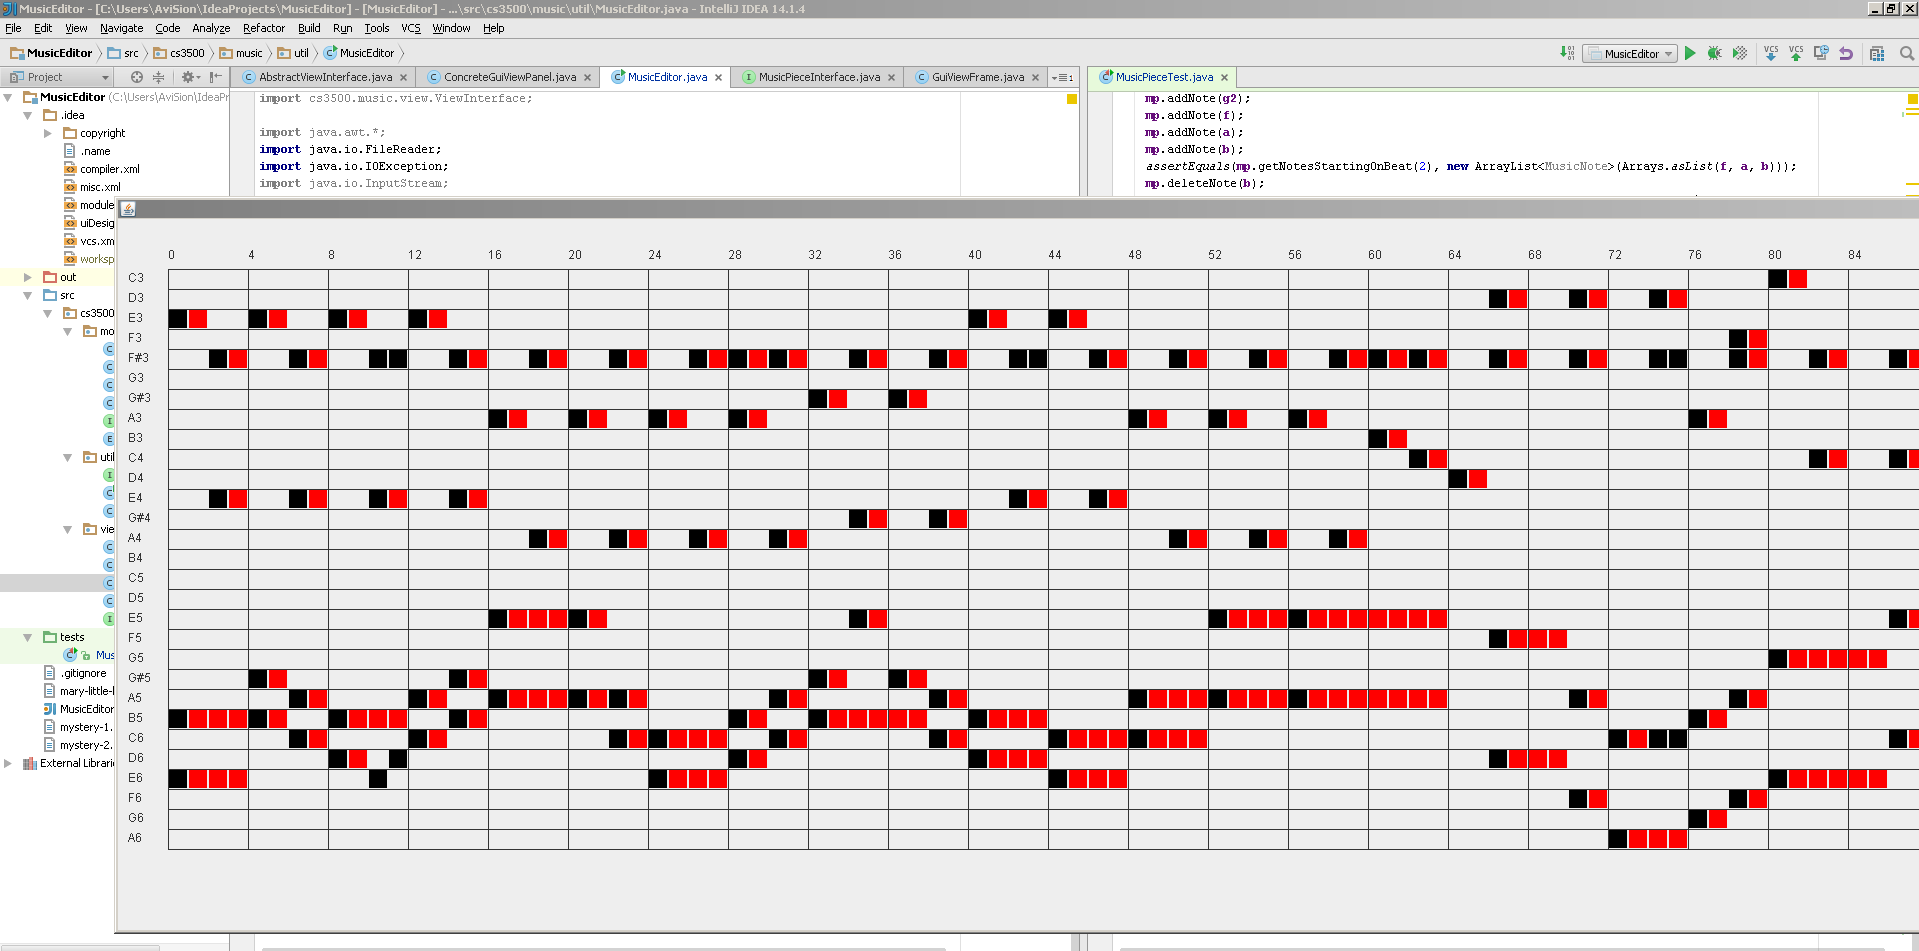 MusicEditor - [C:\Users\AviSion\IdeaProjects\MusicEditor] - [MusicEditor] - ...\src\cs3500\music\util\MusicEditor.java - IntelliJ IDEA 14.1.4
File Edit View Navigate Code Analyze Refactor Build Run Tools VCS Window Help
MusicEditor src cs3500 music util MusicEditor
MusicEditor VCS VCS
Project
AbstractViewInterface.java ConcreteGuiViewPanel.java MusicEditor.java MusicPieceInterface.java GuiViewFrame.java 1 MusicPieceTest.java
MusicEditor (C:\Users\AviSion\IdeaPr
.idea
copyright
.name
compiler.xml
misc.xml
module
uiDesig
vcs.xm
worksp
out
src
cs3500
mo
util
vie
tests
Mus
.gitignore
mary-little-l
MusicEditor
mystery-1.
mystery-2.
External Librari
import cs3500.music.view.ViewInterface;
import java.awt.*;
import java.io.FileReader;
import java.io.IOException;
import java.io.InputStream;
mp.addNote(g2);
mp.addNote(f);
mp.addNote(a);
mp.addNote(b);
assertEquals(mp.getNotesStartingOnBeat(2), new ArrayList<MusicNote>(Arrays.asList(f, a, b)));
mp.deleteNote(b);
0 4 8 12 16 20 24 28 32 36 40 44 48 52 56 60 64 68 72 76 80 84
C3
D3
E3
F3
F#3
G3
G#3
A3
B3
C4
D4
E4
G#4
A4
B4
C5
D5
E5
F5
G5
G#5
A5
B5
C6
D6
E6
F6
G6
A6